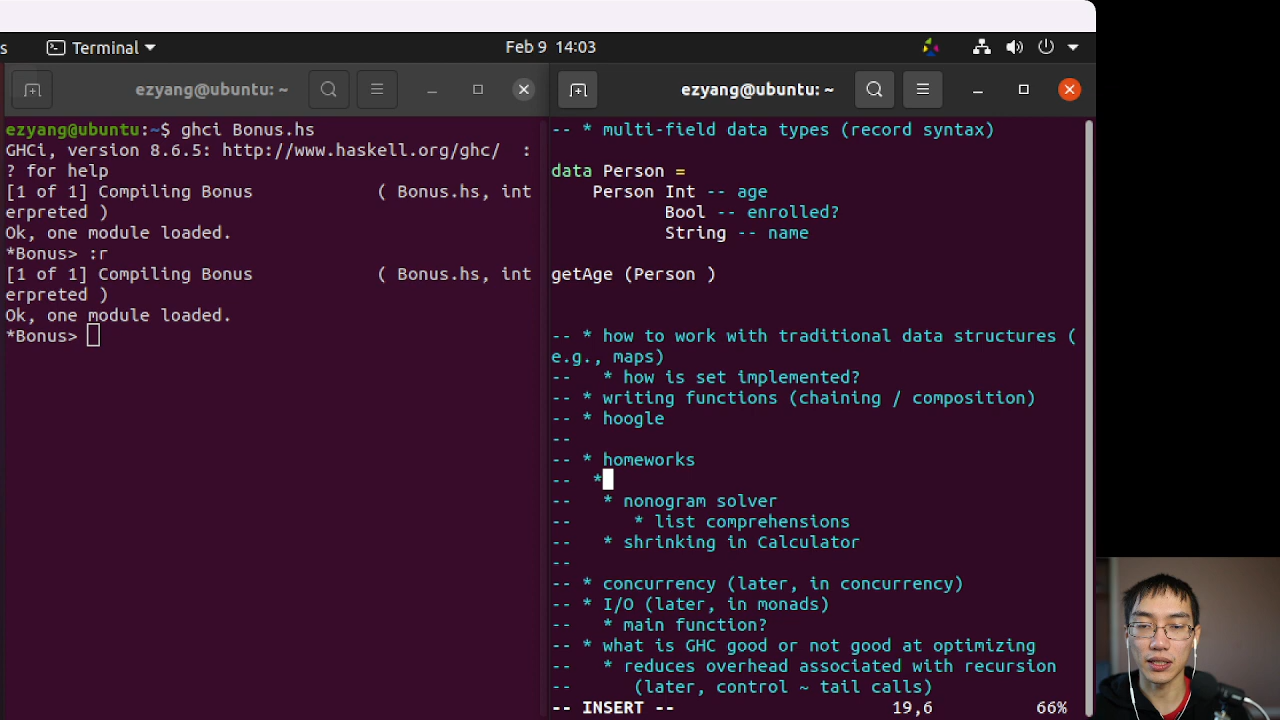 s Terminal Feb 9 14:03
ezyang@ubuntu: ~
ezyang@ubuntu:~$ ghci Bonus.hs
GHCi, version 8.6.5: http://www.haskell.org/ghc/ :
? for help
[1 of 1] Compiling Bonus ( Bonus.hs, int
erpreted )
Ok, one module loaded.
*Bonus> :r
[1 of 1] Compiling Bonus ( Bonus.hs, int
erpreted )
Ok, one module loaded.
*Bonus>
ezyang@ubuntu: ~
-- * multi-field data types (record syntax)
data Person =
Person Int -- age
Bool -- enrolled?
String -- name
getAge (Person )
-- * how to work with traditional data structures (
e.g., maps)
-- * how is set implemented?
-- * writing functions (chaining / composition)
-- * hoogle
--
-- * homeworks
-- *
-- * nonogram solver
-- * list comprehensions
-- * shrinking in Calculator
--
-- * concurrency (later, in concurrency)
-- * I/O (later, in monads)
-- * main function?
-- * what is GHC good or not good at optimizing
-- * reduces overhead associated with recursion
-- (later, control ~ tail calls)
-- INSERT -- 19,6 66%